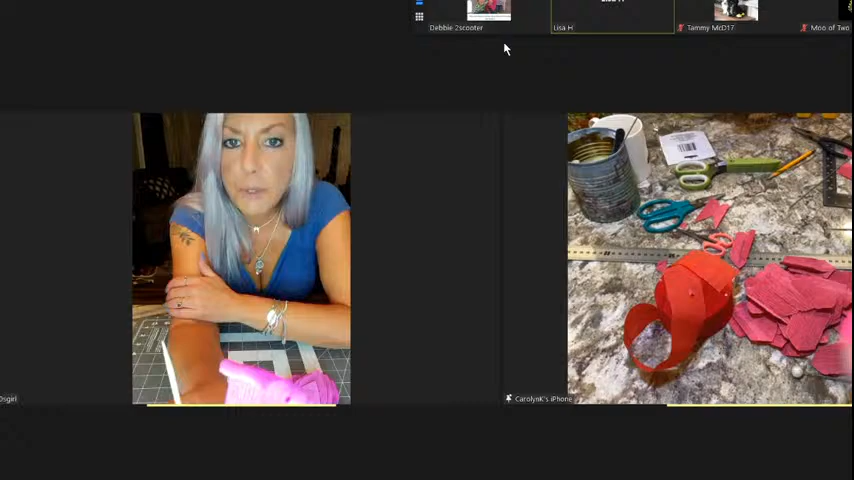 Debbie 2scooter
Lisa H
Tammy McD17
Moo of Two
CarolynK's iPhone